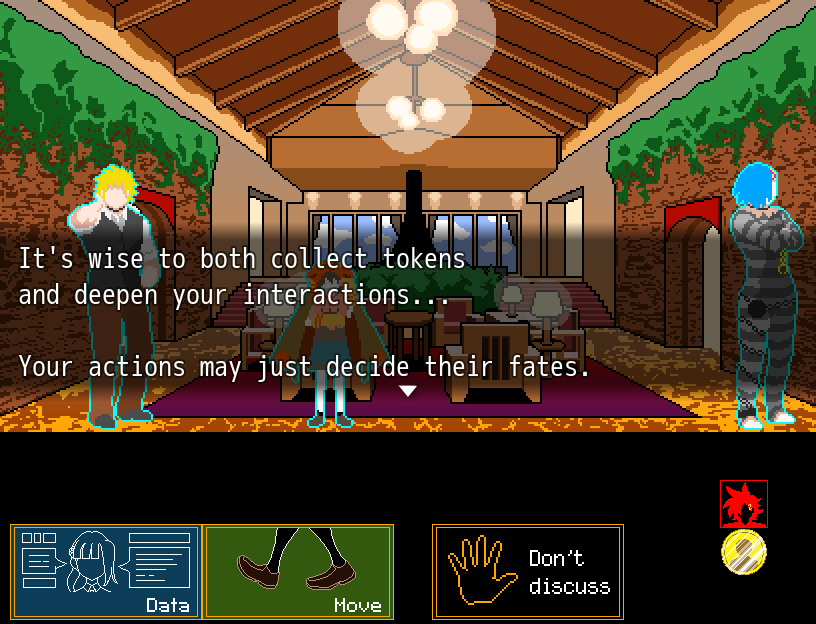 It's wise to both collect tokens
and deepen your interactions...
Your actions may just decide their fates.
Data
Move
Don't
discuss